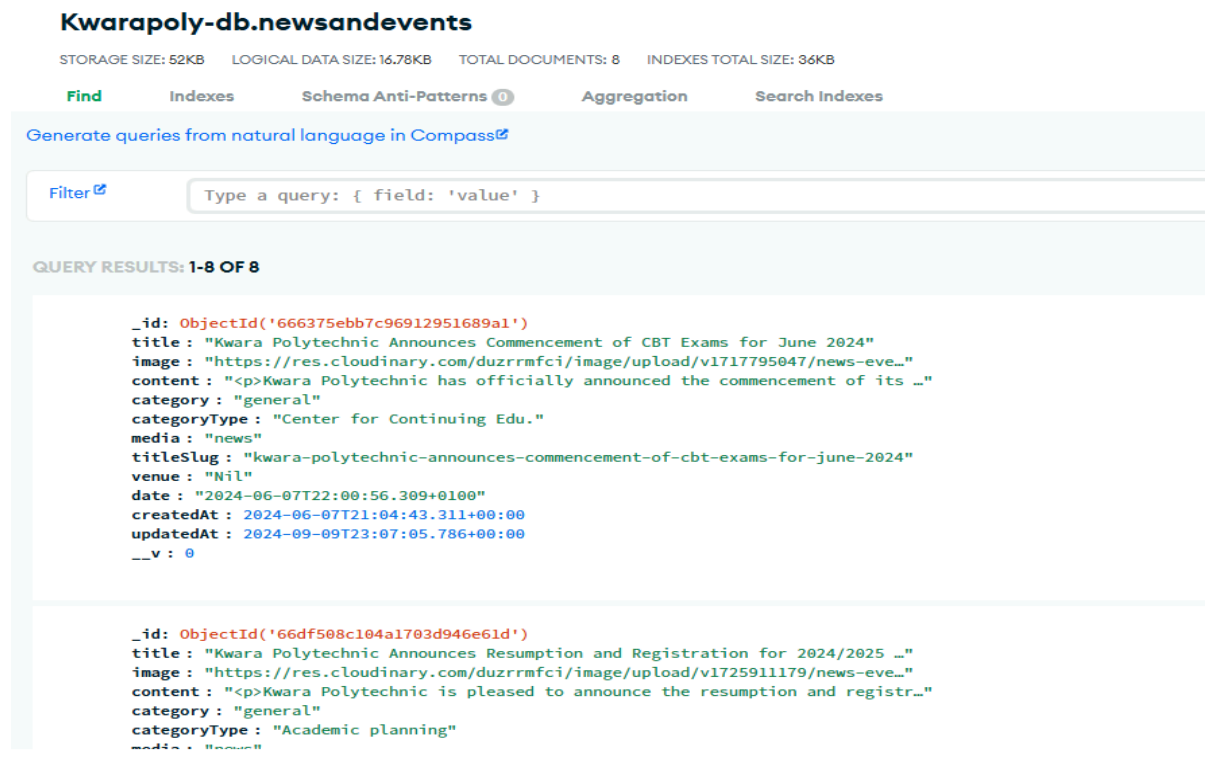 Kwarapoly-db.newsandevents
STORAGE SIZE: 52KB LOGICAL DATA SIZE: 16.78KB TOTAL DOCUMENTS: 8 INDEXES TOTAL SIZE: 36KB
Find Indexes Schema Anti-Patterns 0 Aggregation Search Indexes
Generate queries from natural language in Compass
Filter Type a query: { field: 'value' }
QUERY RESULTS: 1-8 OF 8
_id: ObjectId('666375ebb7c96912951689a1')
title : "Kwara Polytechnic Announces Commencement of CBT Exams for June 2024"
image : "https://res.cloudinary.com/duzrrmfci/image/upload/v1717795047/news-eve…"
content : "<p>Kwara Polytechnic has officially announced the commencement of its …"
category : "general"
categoryType : "Center for Continuing Edu."
media : "news"
titleSlug : "kwara-polytechnic-announces-commencement-of-cbt-exams-for-june-2024"
venue : "Nil"
date : "2024-06-07T22:00:56.309+0100"
createdAt : 2024-06-07T21:04:43.311+00:00
updatedAt : 2024-09-09T23:07:05.786+00:00
__v : 0
_id: ObjectId('66df508c104a1703d946e61d')
title : "Kwara Polytechnic Announces Resumption and Registration for 2024/2025 …"
image : "https://res.cloudinary.com/duzrrmfci/image/upload/v1725911179/news-eve…"
content : "<p>Kwara Polytechnic is pleased to announce the resumption and registr…"
category : "general"
categoryType : "Academic planning"
media : "news"